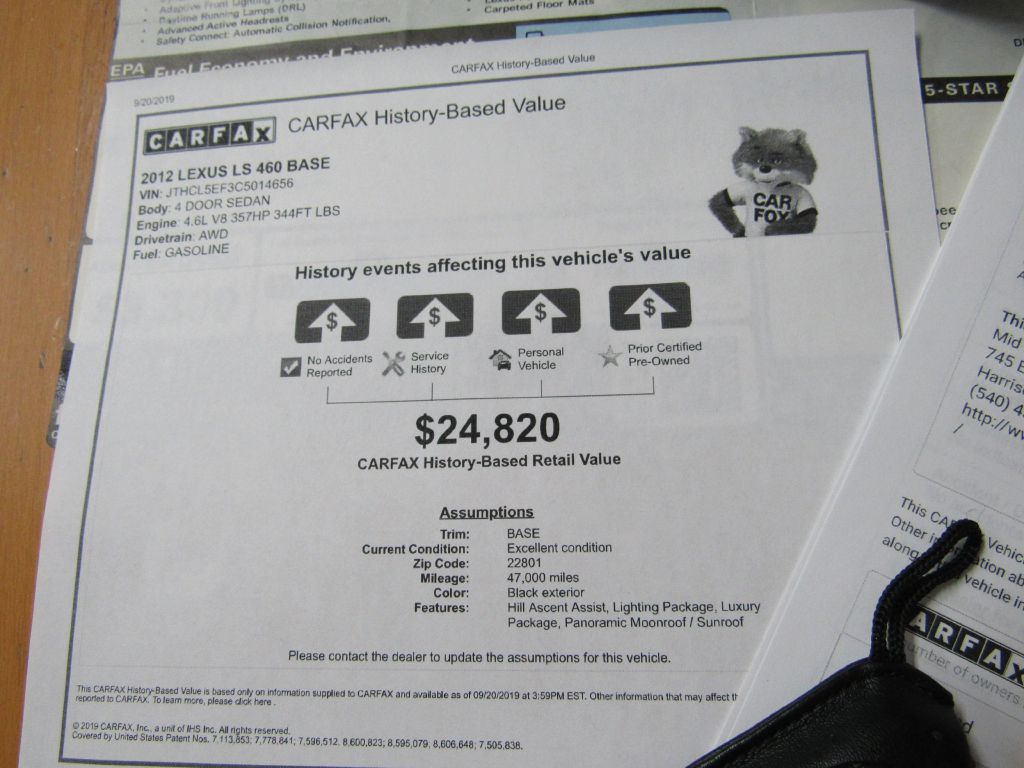 Adaptive Front Lighting
Daytime Running Lamps (DRL)
Advanced Active Headrests
Safety Connect: Automatic Collision Notification,
Carpeted Floor Mats
EPA Fuel Economy and Environment
5-STAR
9/20/2019
CARFAX History-Based Value
CARFAX CARFAX History-Based Value
2012 LEXUS LS 460 BASE
VIN: JTHCL5EF3C5014656
Body: 4 DOOR SEDAN
Engine: 4.6L V8 357HP 344FT LBS
Drivetrain: AWD
Fuel: GASOLINE
CAR
FOX
History events affecting this vehicle's value
$ $ $ $
No Accidents
Reported
Service
History
Personal
Vehicle
Prior Certified
Pre-Owned
$24,820
CARFAX History-Based Retail Value
Assumptions
Trim: BASE
Current Condition: Excellent condition
Zip Code: 22801
Mileage: 47,000 miles
Color: Black exterior
Features: Hill Ascent Assist, Lighting Package, Luxury
Package, Panoramic Moonroof / Sunroof
Please contact the dealer to update the assumptions for this vehicle.
This CARFAX History-Based Value is based only on information supplied to CARFAX and available as of 09/20/2019 at 3:59PM EST. Other information that may affect th
reported to CARFAX. To learn more, please click here .
© 2019 CARFAX, Inc., a unit of IHS Inc. All rights reserved.
Covered by United States Patent Nos. 7,113,853; 7,778,841; 7,596,512, 8,600,823; 8,595,079; 8,606,648; 7,505,838.
Thi
Mid
745 E
Harris
(540) 4
http://ww
/
This CA Vehic
Other in tion ab
along vehicle in
ARFAX
umber of owners